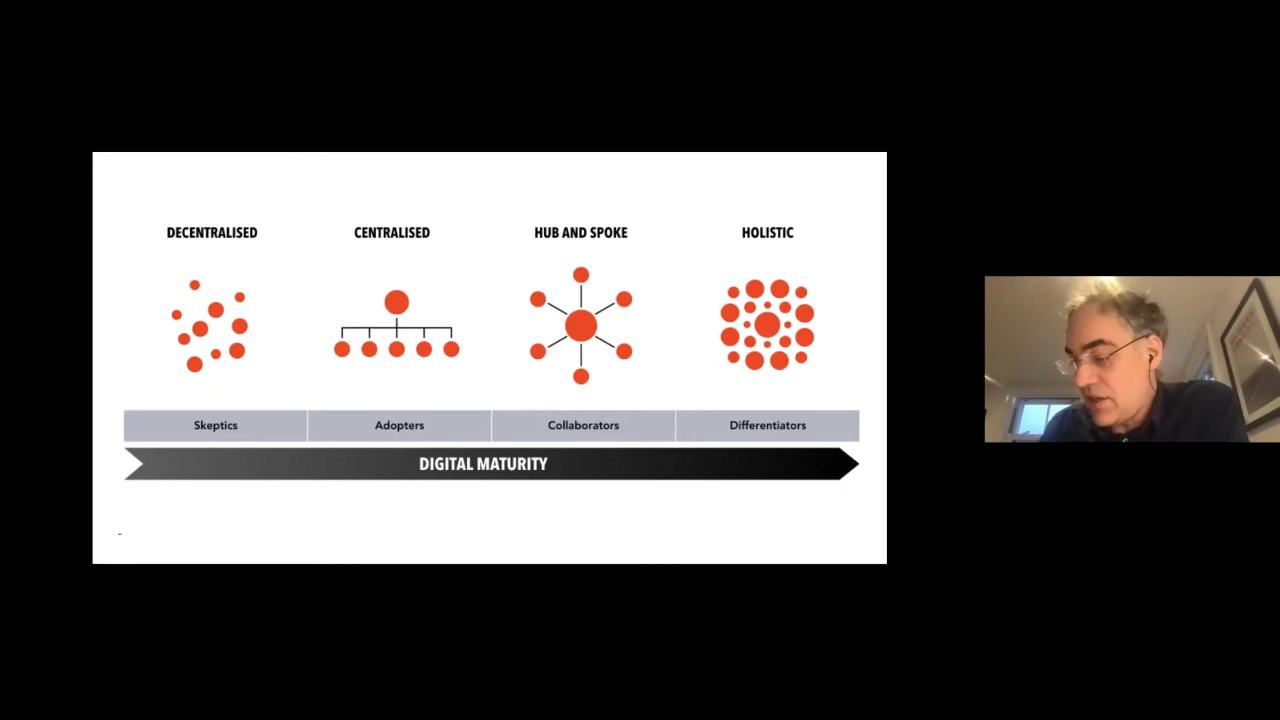 DECENTRALISED
CENTRALISED
HUB AND SPOKE
HOLISTIC
Skeptics
Adopters
Collaborators
Differentiators
DIGITAL MATURITY
-